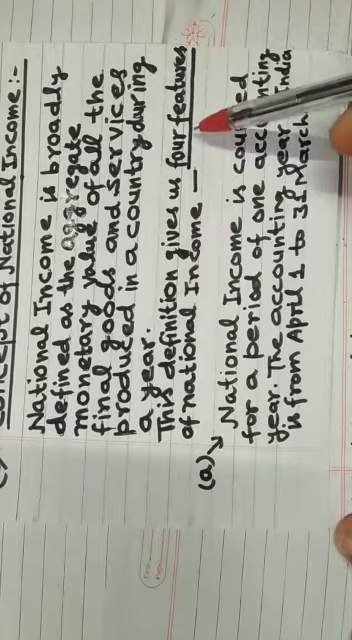 Concept of National Income :-
National Income is broadly
defined as the aggregate
monetary value of all the
final goods and services
produced in a country during
a year.
This definition gives us four features
of national Income —
(a) National Income is
for a period of one accounting
year. The accounting year India
is from April 1 to 31 March